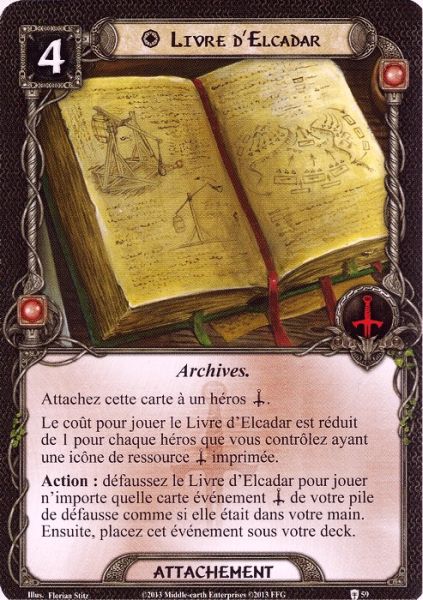 4
Livre d'Elcadar
Archives.
Attachez cette carte à un héros .
Le coût pour jouer le Livre d'Elcadar est réduit
de 1 pour chaque héros que vous contrôlez ayant
une icône de ressource imprimée.
Action : défaussez le Livre d'Elcadar pour jouer
n'importe quelle carte événement de votre pile
de défausse comme si elle était dans votre main.
Ensuite, placez cet événement sous votre deck.
ATTACHEMENT
Illus. Florian Stitz ©2013 Middle-earth Enterprises ©2013 FFG 59